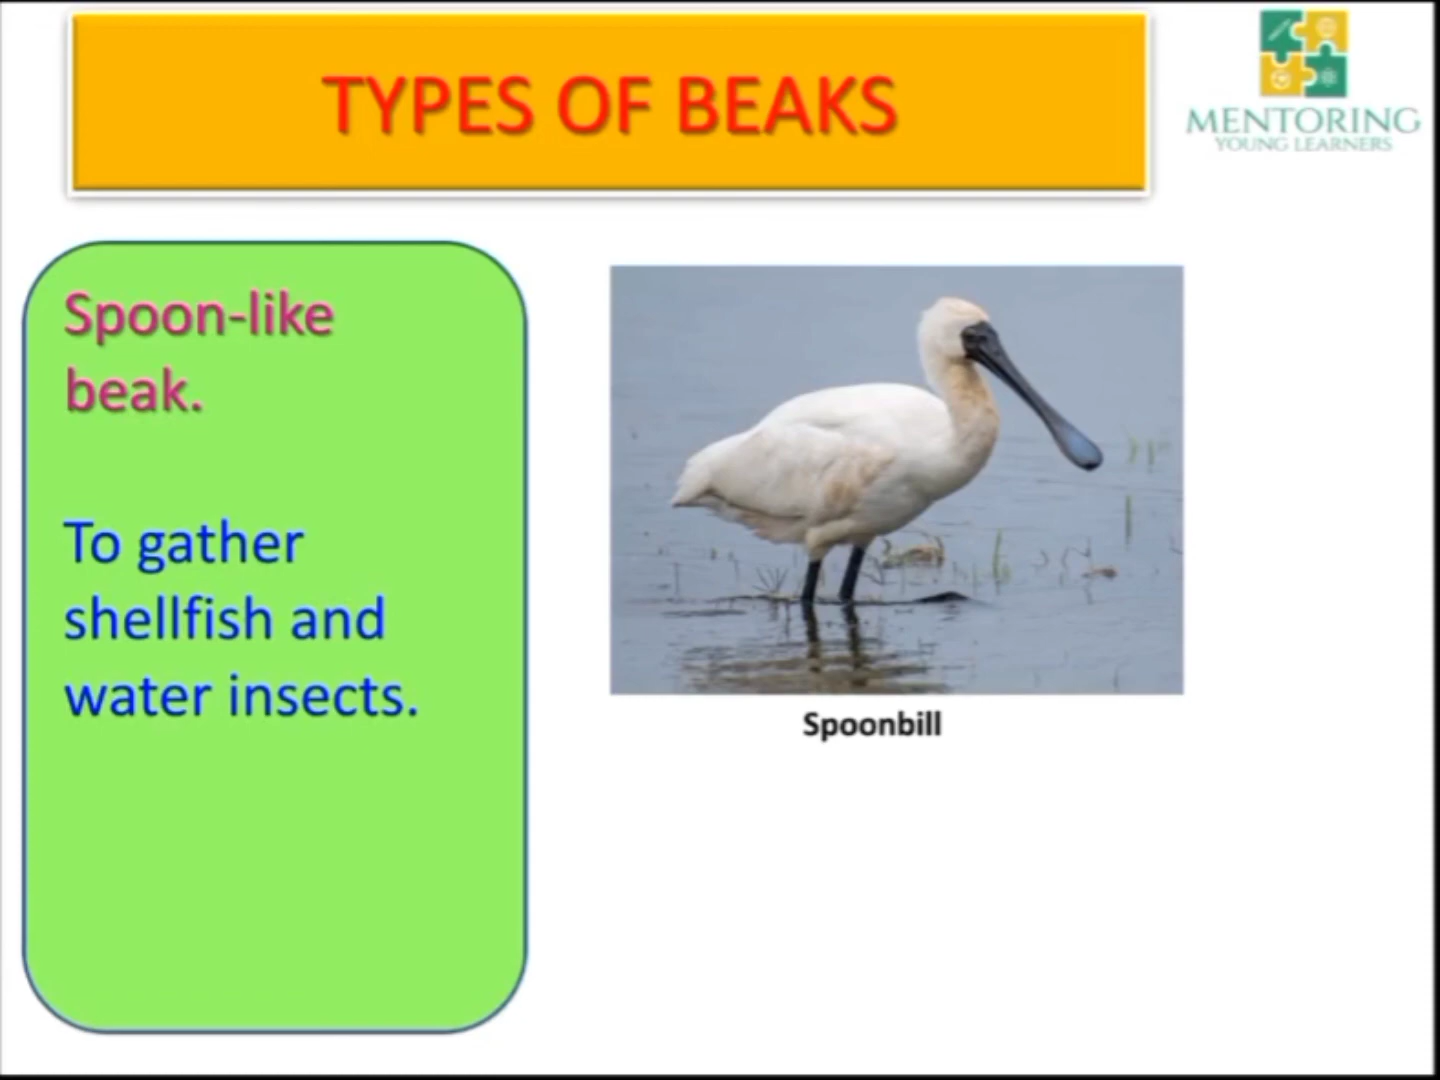 TYPES OF BEAKS
MENTORING
YOUNG LEARNERS
Spoon-like
beak.
To gather
shellfish and
water insects.
Spoonbill